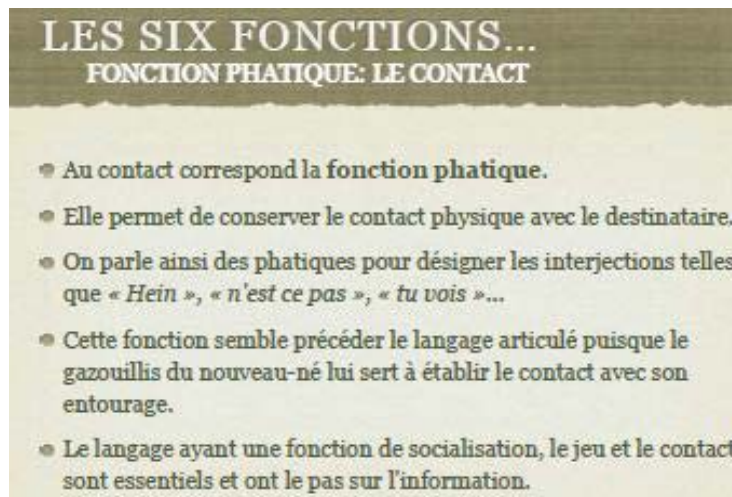 LES SIX FONCTIONS...
FONCTION PHATIQUE: LE CONTACT
Au contact correspond la fonction phatique.
Elle permet de conserver le contact physique avec le destinataire.
On parle ainsi des phatiques pour désigner les interjections telles
que « Hein », « n'est ce pas », « tu vois »...
Cette fonction semble précéder le langage articulé puisque le
gazouillis du nouveau-né lui sert à établir le contact avec son
entourage.
Le langage ayant une fonction de socialisation, le jeu et le contact
sont essentiels et ont le pas sur l'information.